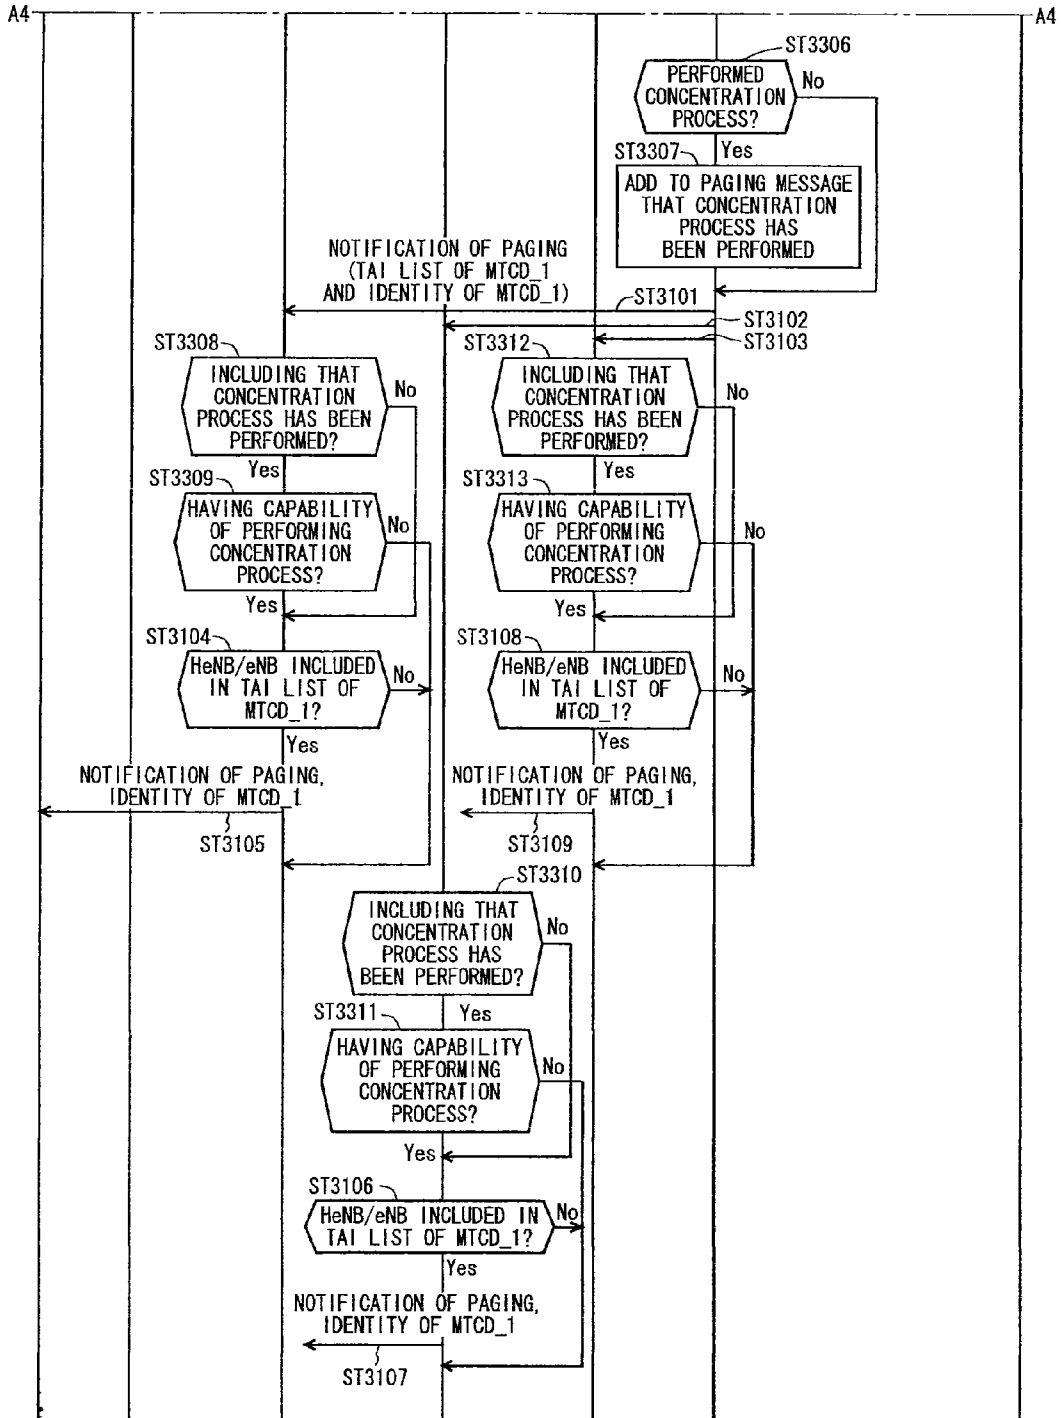 A4
A4
ST3306
PERFORMED
CONCENTRATION
PROCESS?
No
Yes
ST3307
ADD TO PAGING MESSAGE
THAT CONCENTRATION
PROCESS HAS
BEEN PERFORMED
NOTIFICATION OF PAGING
(TAI LIST OF MTCD_1
AND IDENTITY OF MTCD_1)
ST3101
ST3102
ST3103
ST3308
INCLUDING THAT
CONCENTRATION
PROCESS HAS BEEN
PERFORMED?
No
Yes
ST3309
HAVING CAPABILITY
OF PERFORMING
CONCENTRATION
PROCESS?
No
Yes
ST3104
HeNB/eNB INCLUDED
IN TAI LIST OF
MTCD_1?
No
Yes
NOTIFICATION OF PAGING,
IDENTITY OF MTCD_1
ST3105
ST3312
INCLUDING THAT
CONCENTRATION
PROCESS HAS BEEN
PERFORMED?
No
Yes
ST3313
HAVING CAPABILITY
OF PERFORMING
CONCENTRATION
PROCESS?
No
Yes
ST3108
HeNB/eNB INCLUDED
IN TAI LIST OF
MTCD_1?
No
Yes
NOTIFICATION OF PAGING,
IDENTITY OF MTCD_1
ST3109
ST3310
INCLUDING THAT
CONCENTRATION
PROCESS HAS
BEEN PERFORMED?
No
Yes
ST3311
HAVING CAPABILITY
OF PERFORMING
CONCENTRATION
PROCESS?
No
Yes
ST3106
HeNB/eNB INCLUDED IN
TAI LIST OF MTCD_1?
No
Yes
NOTIFICATION OF PAGING,
IDENTITY OF MTCD_1
ST3107